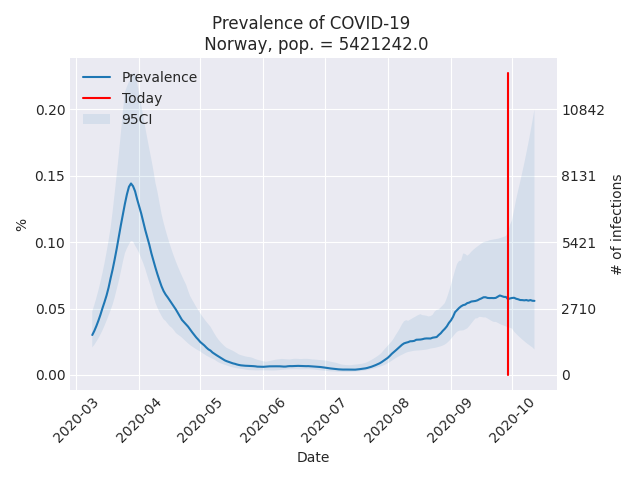 Prevalence of COVID-19
Norway, pop. = 5421242.0
Prevalence
Today
95CI
0.20
0.15
0.10
0.05
0.00
%
10842
8131
5421
2710
0
# of infections
2020-03
2020-04
2020-05
2020-06
2020-07
2020-08
2020-09
2020-10
Date